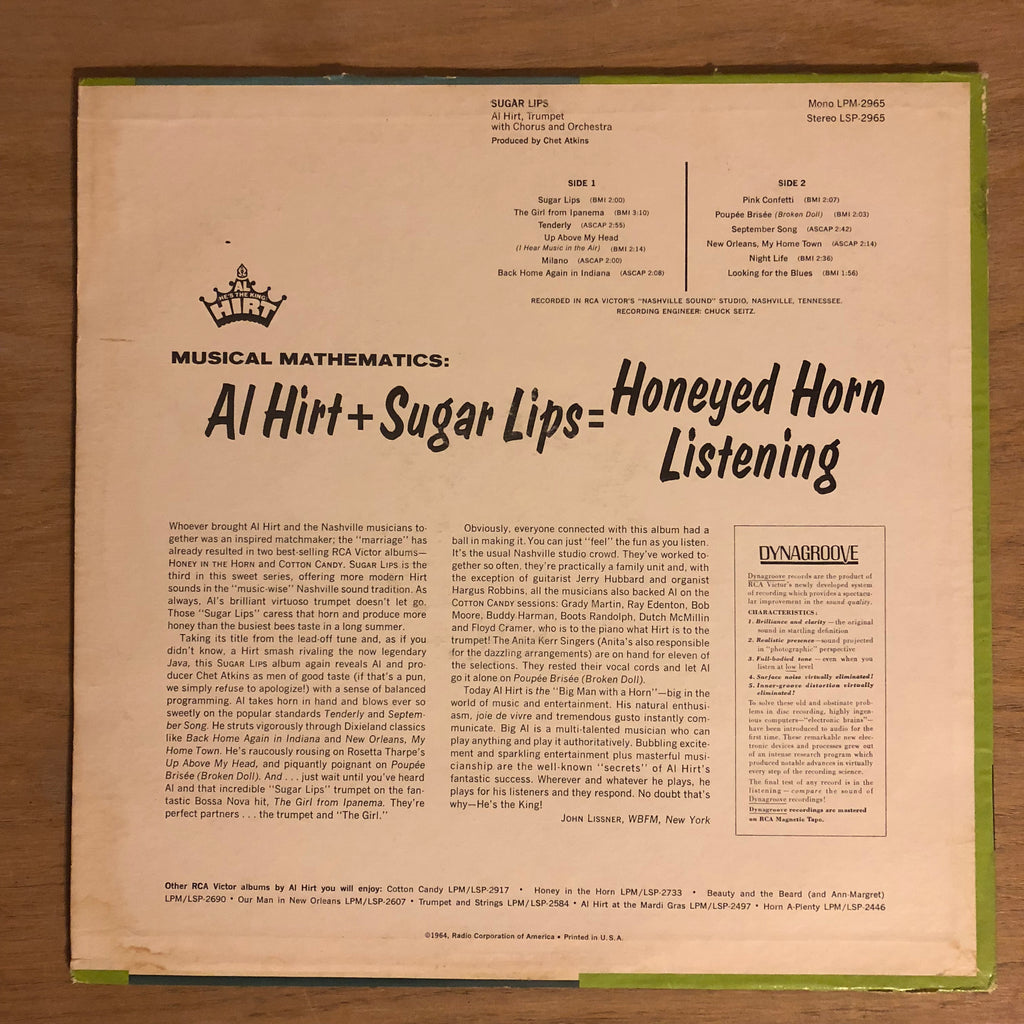 SUGAR LIPS
Al Hirt, Trumpet
with Chorus and Orchestra
Produced by Chet Atkins
Mono LPM-2965
Stereo LSP-2965
SIDE 1
Sugar Lips (BMI 2:00)
The Girl from Ipanema (BMI 3:10)
Tenderly (ASCAP 2:55)
Up Above My Head
(I Hear Music in the Air) (BMI 2:14)
Milano (ASCAP 2:00)
Back Home Again in Indiana (ASCAP 2:08)
SIDE 2
Pink Confetti (BMI 2:07)
Poupée Brisée (Broken Doll) (BMI 2:03)
September Song (ASCAP 2:42)
New Orleans, My Home Town (ASCAP 2:14)
Night Life (BMI 2:36)
Looking for the Blues (BMI 1:56)
RECORDED IN RCA VICTOR'S "NASHVILLE SOUND" STUDIO, NASHVILLE, TENNESSEE.
RECORDING ENGINEER: CHUCK SEITZ.
AL
HE'S THE KING
HIRT
MUSICAL MATHEMATICS:
Al Hirt + Sugar Lips = Honeyed Horn
Listening
Whoever brought Al Hirt and the Nashville musicians to-
gether was an inspired matchmaker; the "marriage" has
already resulted in two best-selling RCA Victor albums—
HONEY IN THE HORN and COTTON CANDY. SUGAR LIPS is the
third in this sweet series, offering more modern Hirt
sounds in the "music-wise" Nashville sound tradition. As
always, Al's brilliant virtuoso trumpet doesn't let go.
Those "Sugar Lips" caress that horn and produce more
honey than the busiest bees taste in a long summer.
Taking its title from the lead-off tune and, as if you
didn't know, a Hirt smash rivaling the now legendary
Java, this SUGAR LIPS album again reveals Al and pro-
ducer Chet Atkins as men of good taste (if that's a pun,
we simply refuse to apologize!) with a sense of balanced
programming. Al takes horn in hand and blows ever so
sweetly on the popular standards Tenderly and Septem-
ber Song. He struts vigorously through Dixieland classics
like Back Home Again in Indiana and New Orleans, My
Home Town. He's raucously rousing on Rosetta Tharpe's
Up Above My Head, and piquantly poignant on Poupée
Brisée (Broken Doll). And . . . just wait until you've heard
Al and that incredible "Sugar Lips" trumpet on the fan-
tastic Bossa Nova hit, The Girl from Ipanema. They're
perfect partners . . . the trumpet and "The Girl."
Obviously, everyone connected with this album had a
ball in making it. You can just "feel" the fun as you listen.
It's the usual Nashville studio crowd. They've worked to-
gether so often, they're practically a family unit and, with
the exception of guitarist Jerry Hubbard and organist
Hargus Robbins, all the musicians also backed Al on the
COTTON CANDY sessions: Grady Martin, Ray Edenton, Bob
Moore, Buddy Harman, Boots Randolph, Dutch McMillin
and Floyd Cramer, who is to the piano what Hirt is to the
trumpet! The Anita Kerr Singers (Anita's also responsible
for the dazzling arrangements) are on hand for eleven of
the selections. They rested their vocal cords and let Al
go it alone on Poupée Brisée (Broken Doll).
Today Al Hirt is the "Big Man with a Horn"—big in the
world of music and entertainment. His natural enthusi-
asm, joie de vivre and tremendous gusto instantly com-
municate. Big Al is a multi-talented musician who can
play anything and play it authoritatively. Bubbling excite-
ment and sparkling entertainment plus masterful musi-
cianship are the well-known "secrets" of Al Hirt's
fantastic success. Wherever and whatever he plays, he
plays for his listeners and they respond. No doubt that's
why—He's the King!
JOHN LISSNER, WBFM, New York
DYNAGROOVE
Dynagroove records are the product of
RCA Victor's newly developed system
of recording which provides a spectacu-
lar improvement in the sound quality.
CHARACTERISTICS:
1. Brilliance and clarity—the original
sound in startling definition
2. Realistic presence—sound projected
in "photographic" perspective
3. Full-bodied tone—even when you
listen at low level
4. Surface noise virtually eliminated!
5. Inner-groove distortion virtually
eliminated!
To solve these old and obstinate prob-
lems in disc recording, highly ingen-
ious computers—"electronic brains"—
have been introduced to audio for the
first time. These remarkable new elec-
tronic devices and processes grew out
of an intense research program which
produced notable advances in virtually
every step of the recording science.
The final test of any record is in the
listening—compare the sound of
Dynagroove recordings!
Dynagroove recordings are mastered
on RCA Magnetic Tape.
Other RCA Victor albums by Al Hirt you will enjoy: Cotton Candy LPM/LSP-2917 • Honey in the Horn LPM/LSP-2733 • Beauty and the Beard (and Ann-Margret)
LPM/LSP-2690 • Our Man in New Orleans LPM/LSP-2607 • Trumpet and Strings LPM/LSP-2584 • Al Hirt at the Mardi Gras LPM/LSP-2497 • Horn A-Plenty LPM/LSP-2446
©1964, Radio Corporation of America • Printed in U.S.A.